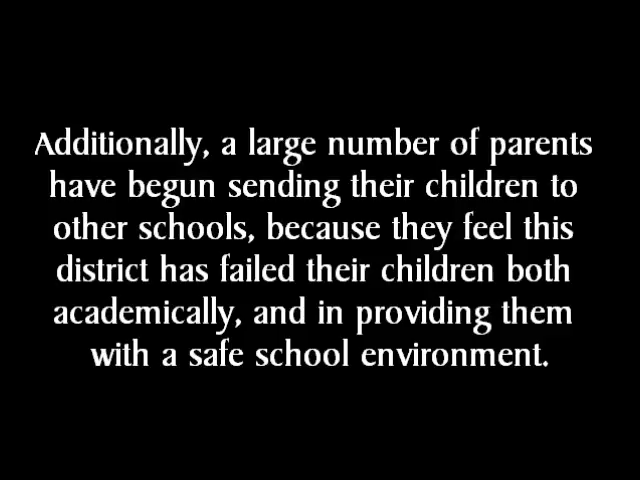 Additionally, a large number of parents
have begun sending their children to
other schools, because they feel this
district has failed their children both
academically, and in providing them
with a safe school environment.